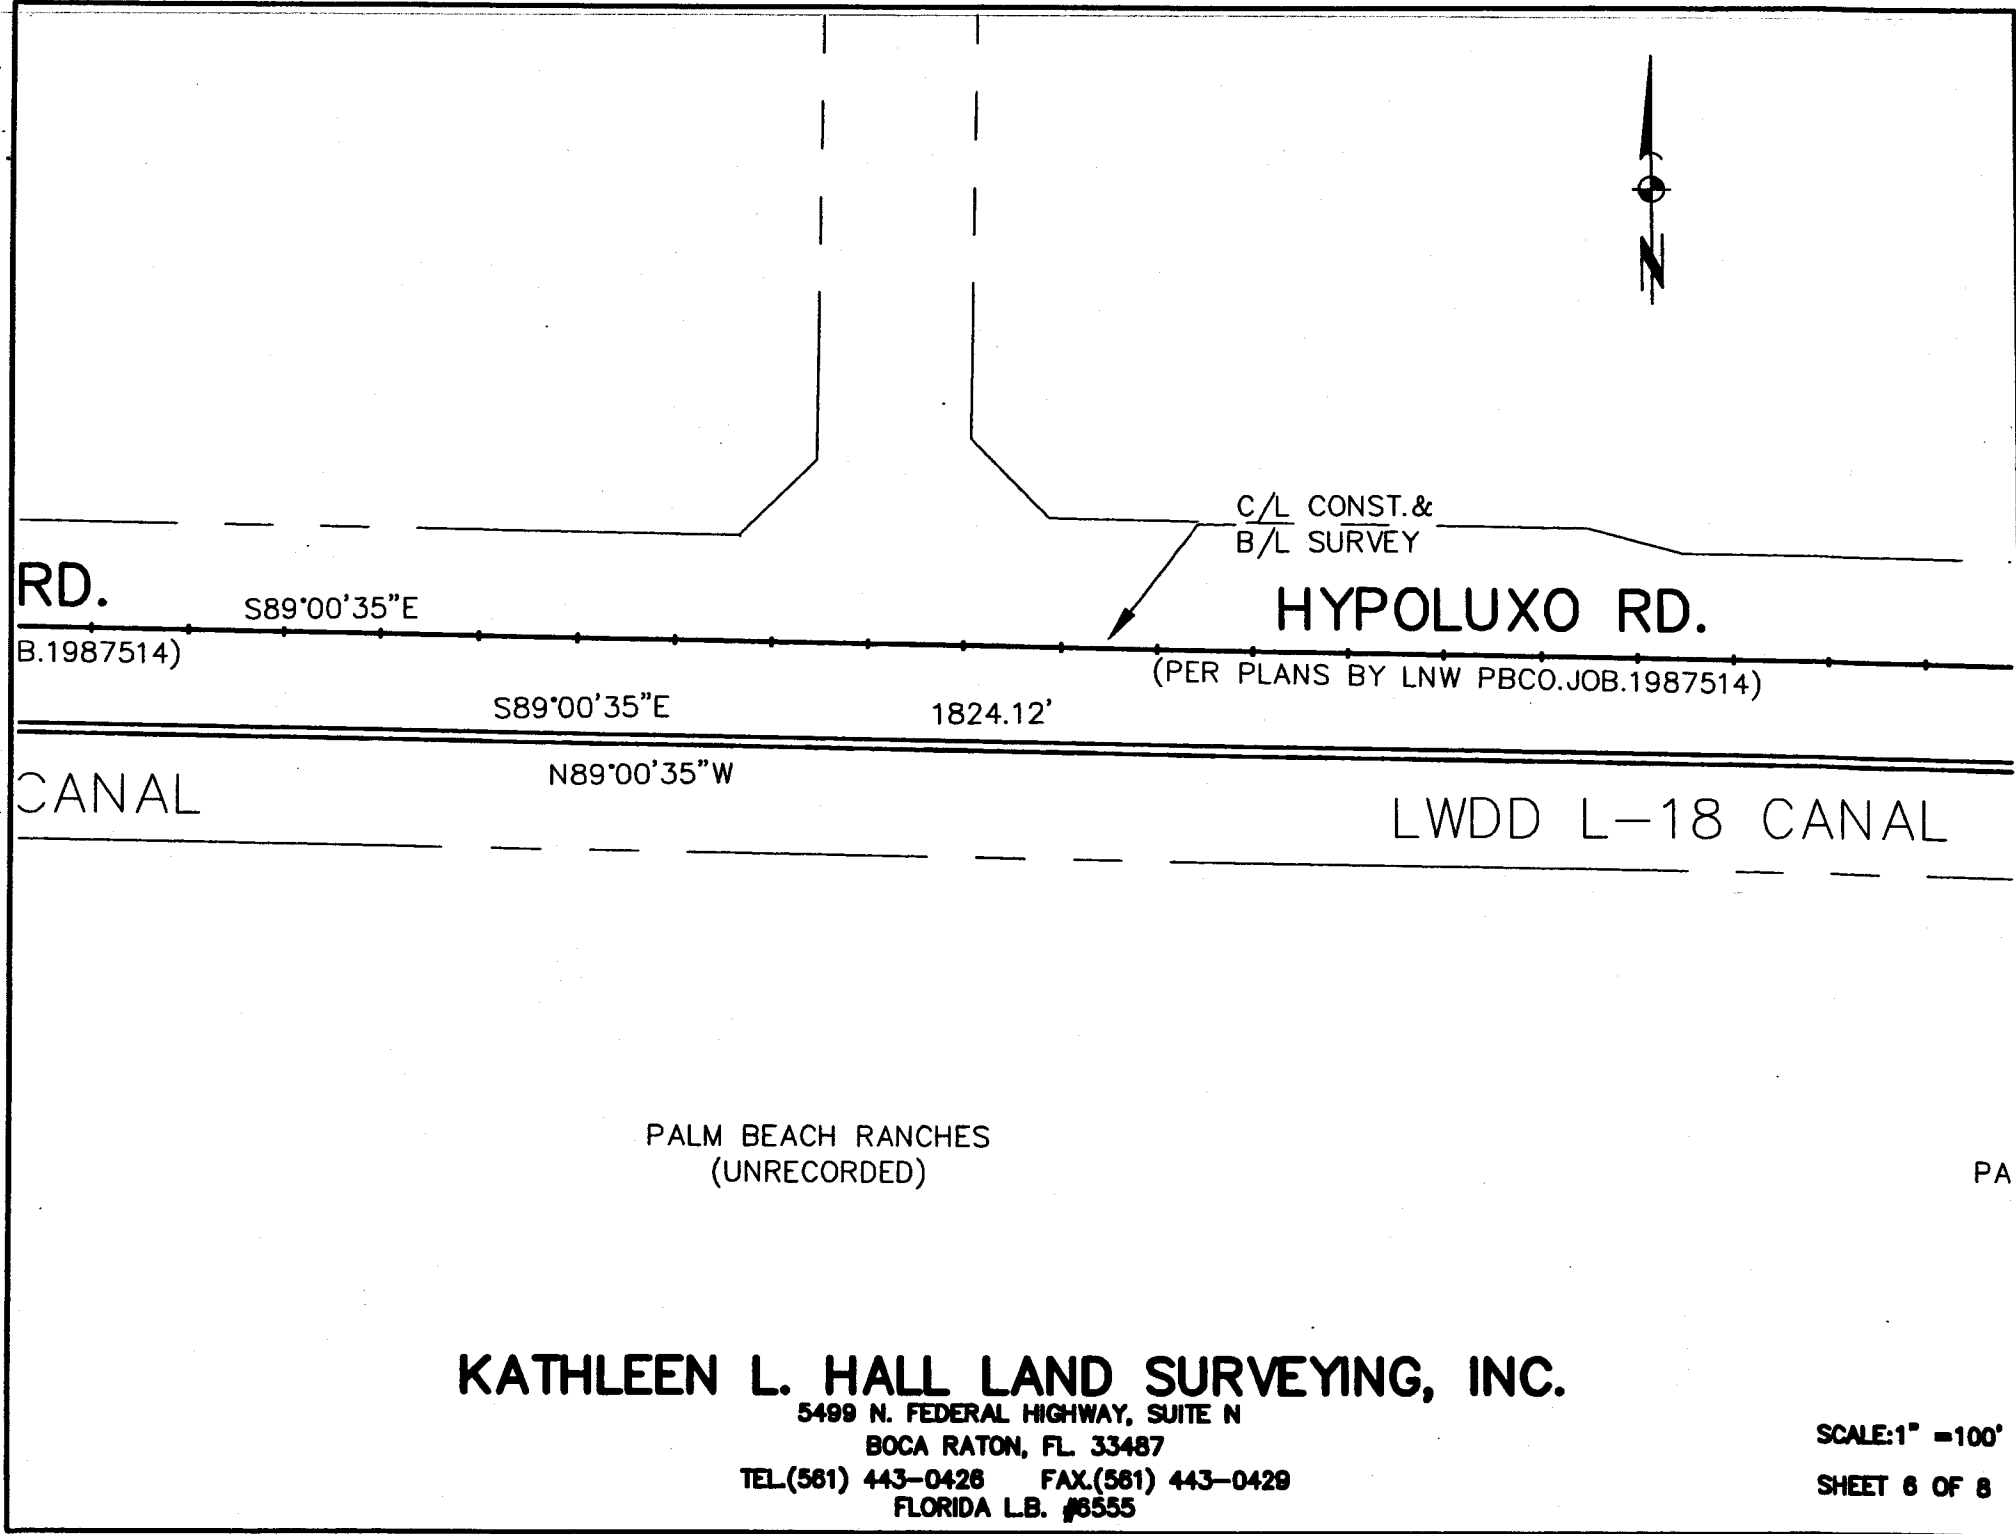 N
C/L CONST.&
B/L SURVEY
RD.
S89°00'35"E
HYPOLUXO RD.
B.1987514)
(PER PLANS BY LNW PBCO.JOB.1987514)
S89°00'35"E
1824.12'
N89°00'35"W
CANAL
LWDD L-18 CANAL
PALM BEACH RANCHES
(UNRECORDED)
PA
KATHLEEN L. HALL LAND SURVEYING, INC.
5499 N. FEDERAL HIGHWAY, SUITE N
BOCA RATON, FL. 33487
TEL.(561) 443-0426 FAX.(561) 443-0429
FLORIDA L.B. #6555
SCALE:1" =100'
SHEET 6 OF 8